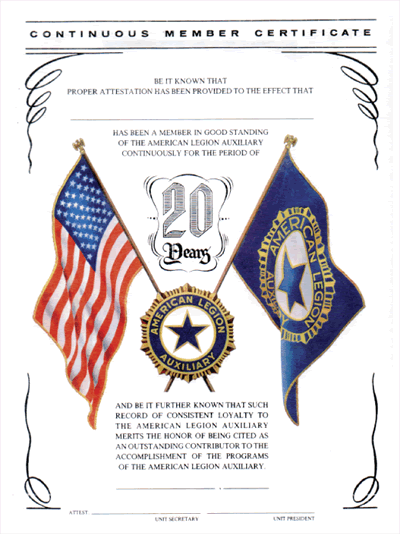 CONTINUOUS MEMBER CERTIFICATE
BE IT KNOWN THAT
PROPER ATTESTATION HAS BEEN PROVIDED TO THE EFFECT THAT
HAS BEEN A MEMBER IN GOOD STANDING
OF THE AMERICAN LEGION AUXILIARY
CONTINUOUSLY FOR THE PERIOD OF
20
Years
AMERICAN LEGION
AUXILIARY
AMERICAN LEGION
AUXILIARY
AND BE IT FURTHER KNOWN THAT SUCH
RECORD OF CONSISTENT LOYALTY TO
THE AMERICAN LEGION AUXILIARY
MERITS THE HONOR OF BEING CITED AS
AN OUTSTANDING CONTRIBUTOR TO THE
ACCOMPLISHMENT OF THE PROGRAMS
OF THE AMERICAN LEGION AUXILIARY.
ATTEST
UNIT SECRETARY UNIT PRESIDENT